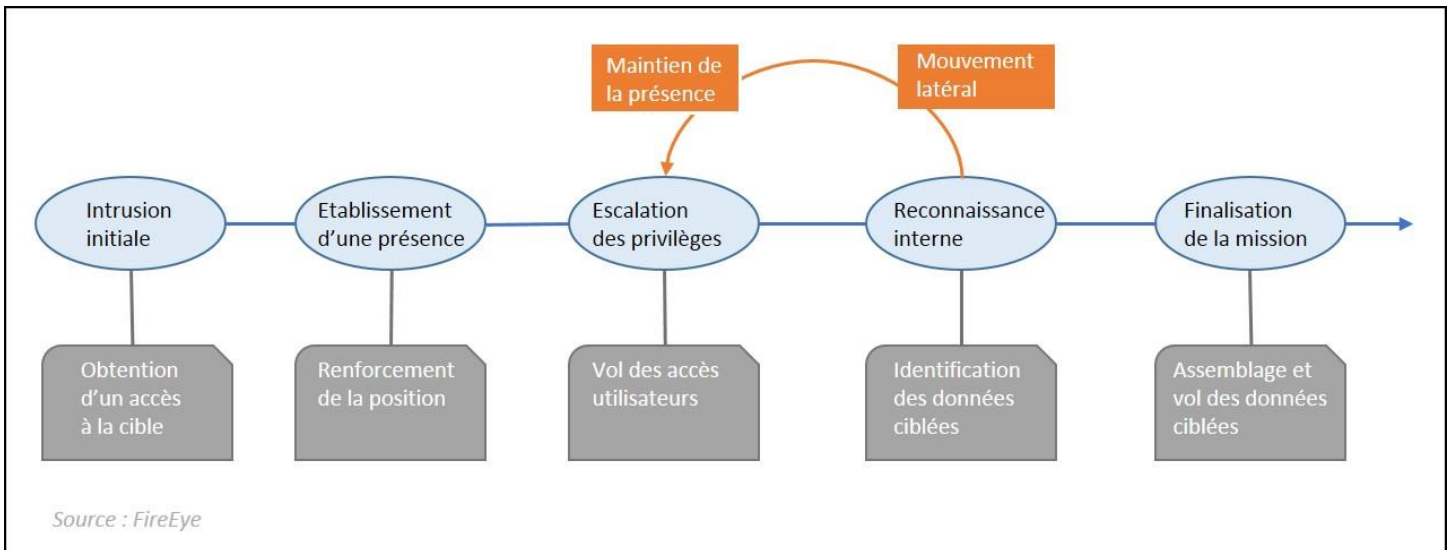 Maintien de
la présence
Mouvement
latéral
Intrusion
initiale
Etablissement
d’une présence
Escalation
des privilèges
Reconnaissance
interne
Finalisation
de la mission
Obtention
d’un accès
à la cible
Renforcement
de la position
Vol des accès
utilisateurs
Identification
des données
ciblées
Assemblage et
vol des données
ciblées
Source : FireEye